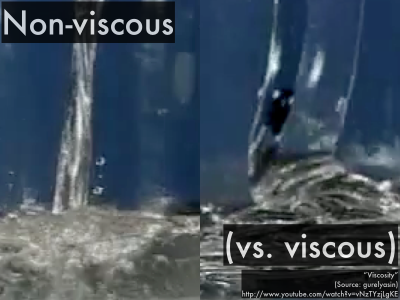 Non-viscous
(vs. viscous)
"Viscosity"
(Source: gurelyasin)
http://www.youtube.com/watch?v=vNzTYzjLgKE